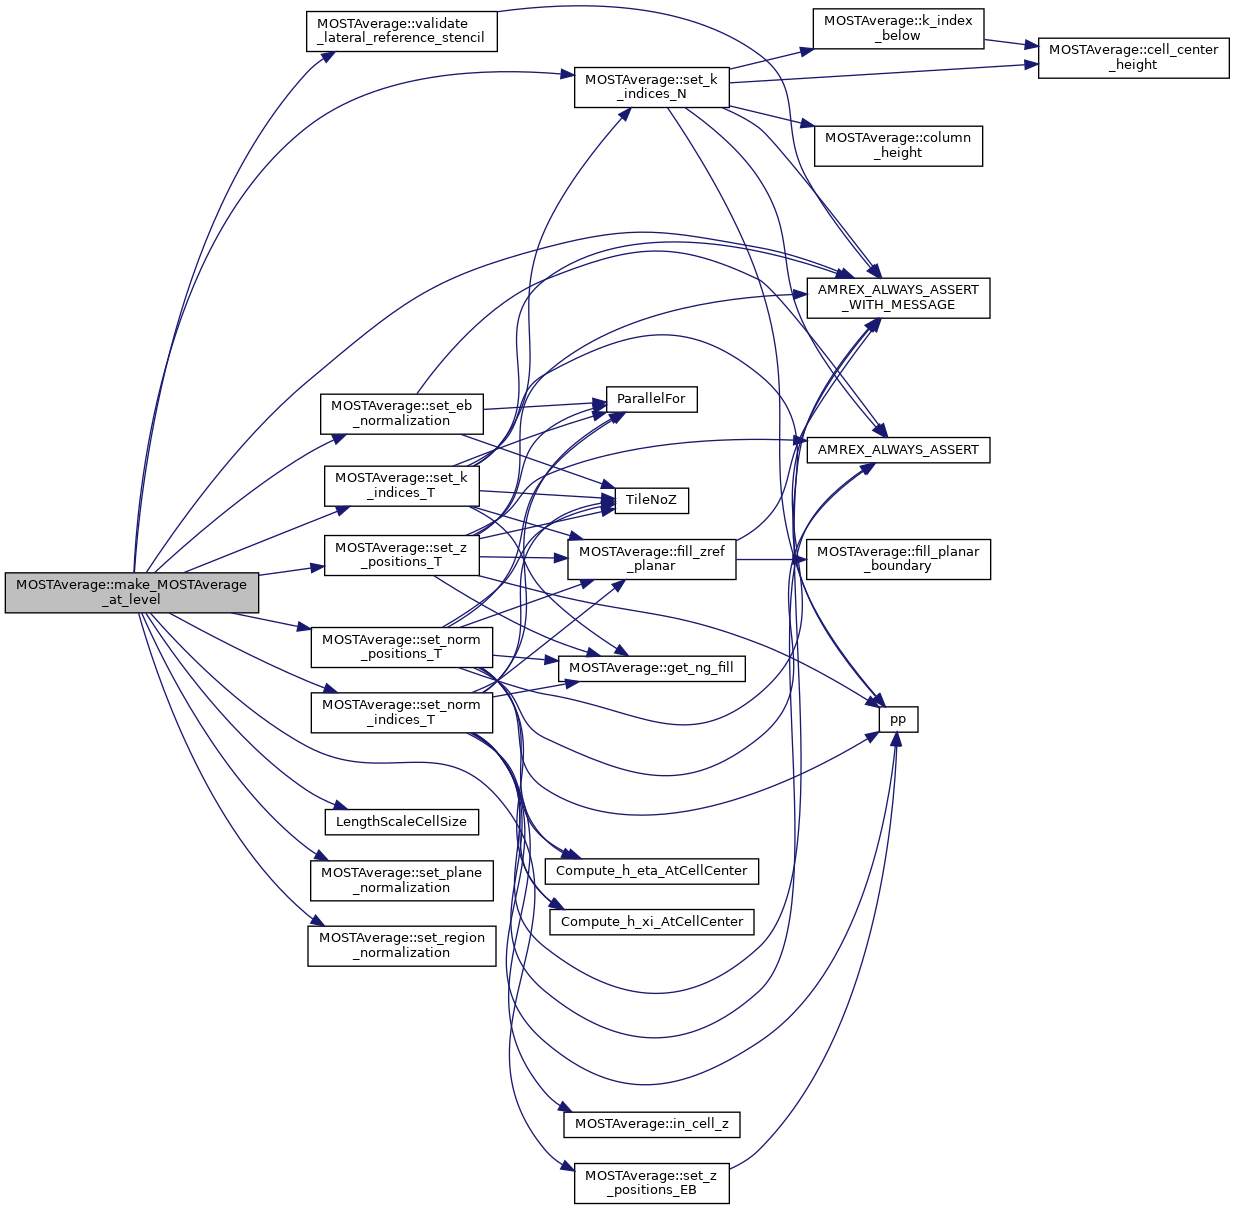 MOSTAverage::make_MOSTAverage
_at_level
MOSTAverage::validate
_lateral_reference_stencil
MOSTAverage::set_k
_indices_N
MOSTAverage::k_index
_below
MOSTAverage::cell_center
_height
MOSTAverage::column
_height
AMREX_ALWAYS_ASSERT
_WITH_MESSAGE
MOSTAverage::set_eb
_normalization
ParallelFor
AMREX_ALWAYS_ASSERT
MOSTAverage::set_k
_indices_T
TileNoZ
MOSTAverage::set_z
_positions_T
MOSTAverage::fill_zref
_planar
MOSTAverage::fill_planar
_boundary
MOSTAverage::set_norm
_positions_T
MOSTAverage::get_ng_fill
MOSTAverage::set_norm
_indices_T
pp
LengthScaleCellSize
MOSTAverage::set_plane
_normalization
Compute_h_eta_AtCellCenter
Compute_h_xi_AtCellCenter
MOSTAverage::set_region
_normalization
MOSTAverage::in_cell_z
MOSTAverage::set_z
_positions_EB